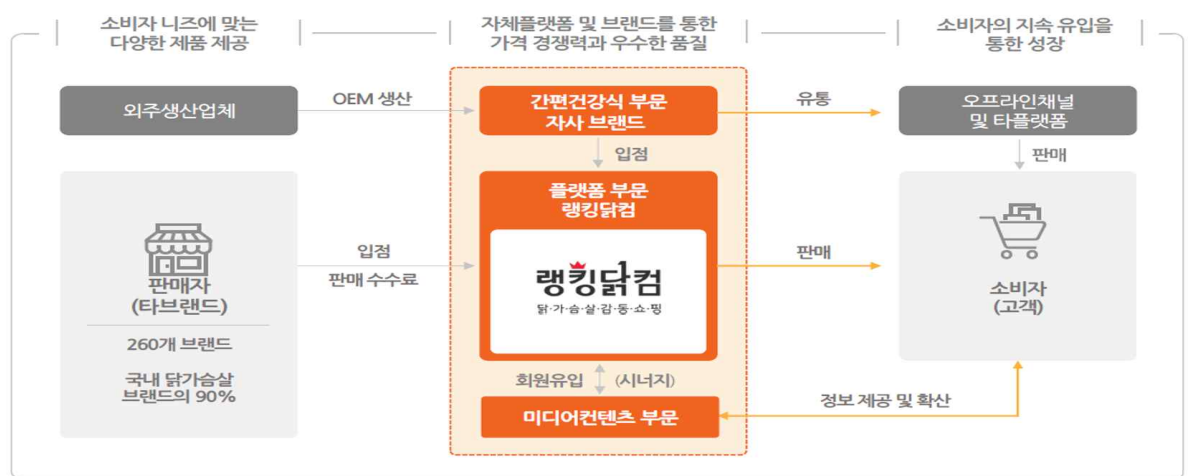 소비자 니즈에 맞는
다양한 제품 제공
자체플랫폼 및 브랜드를 통한
가격 경쟁력과 우수한 품질
소비자의 지속 유입을
통한 성장
외주생산업체
OEM 생산
간편건강식 부문
자사 브랜드
유통
오프라인채널
및 타플랫폼
입점
판매
플랫폼 부문
랭킹닭컴
랭킹닭컴
닭·가·슴·살·감·동·쇼·핑
판매자
(타브랜드)
260개 브랜드
국내 닭가슴살
브랜드의 90%
입점
판매 수수료
판매
소비자
(고객)
회원유입
(시너지)
미디어컨텐츠 부문
정보 제공 및 확산